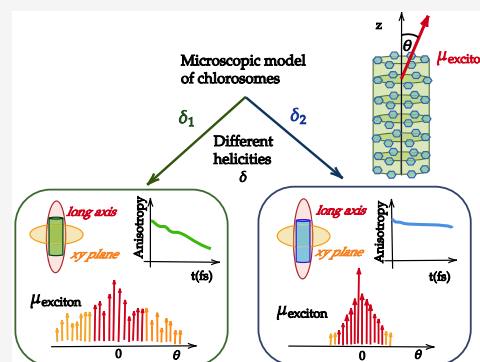 z
θ
μexciton
Microscopic model
of chlorosomes
δ1
δ2
Different
helicities
δ
long axis
xy plane
Anisotropy
t(fs)
μexciton
0
θ
long axis
xy plane
Anisotropy
t(fs)
μexciton
0
θ